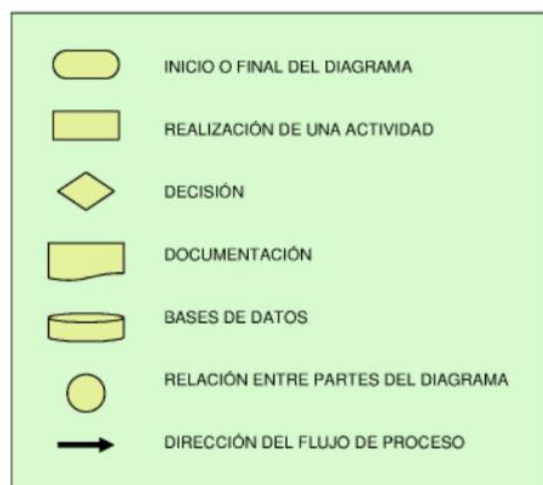 INICIO O FINAL DEL DIAGRAMA
REALIZACIÓN DE UNA ACTIVIDAD
DECISIÓN
DOCUMENTACIÓN
BASES DE DATOS
RELACIÓN ENTRE PARTES DEL DIAGRAMA
DIRECCIÓN DEL FLUJO DE PROCESO